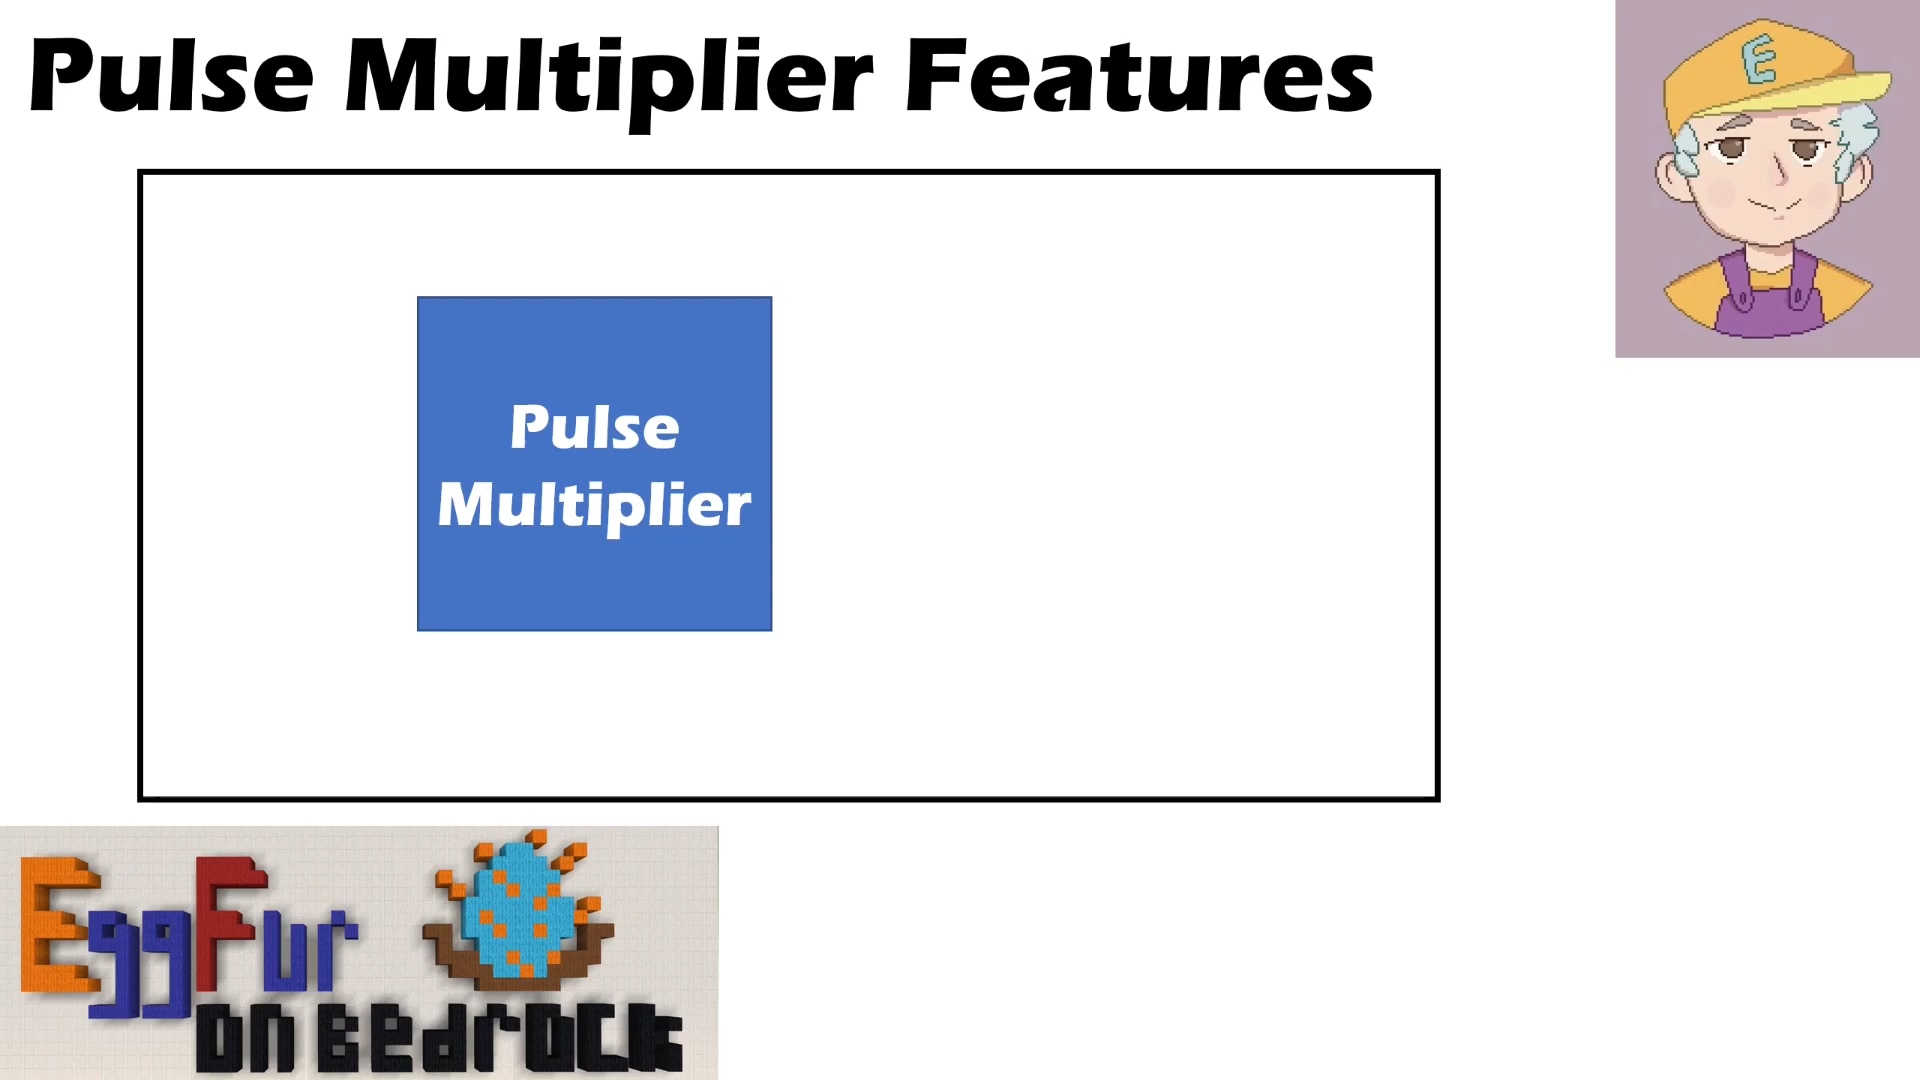 Pulse Multiplier Features
E
Pulse
Multiplier
EggFur
on Bedrock